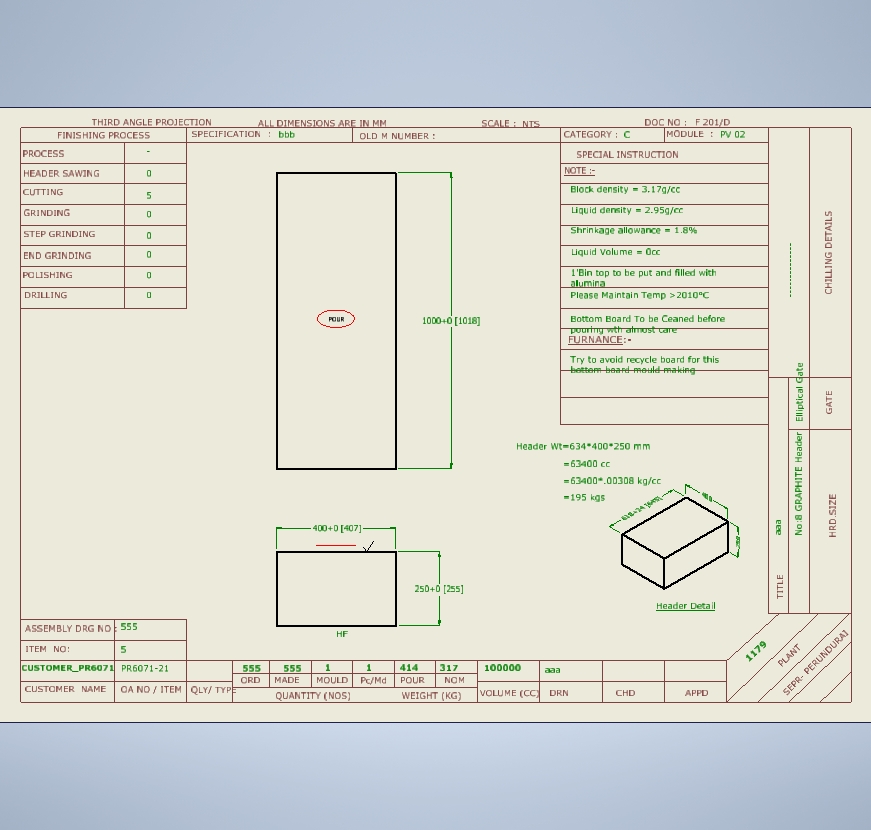 THIRD ANGLE PROJECTION
ALL DIMENSIONS ARE IN MM
SCALE : NTS
DOC NO : F 201/D
FINISHING PROCESS
SPECIFICATION : bbb
OLD M NUMBER :
CATEGORY : C
MODULE : PV 02
PROCESS -
HEADER SAWING 0
CUTTING 5
GRINDING 0
STEP GRINDING 0
END GRINDING 0
POLISHING 0
DRILLING 0
SPECIAL INSTRUCTION
NOTE :-
Block density = 3.17g/cc
Liquid density = 2.95g/cc
Shrinkage allowance = 1.8%
Liquid Volume = 0cc
1'Bin top to be put and filled with
alumina
Please Maintain Temp >2010°C
Bottom Board To be Ceaned before
pouring wth almost care
FURNANCE:-
Try to avoid recycle board for this
bottom board mould making
POUR
1000+0 [1018]
400+0 [407]
250+0 [255]
HF
Header Wt=634*400*250 mm
=63400 cc
=63400*.00308 kg/cc
=195 kgs
Header Detail
CHILLING DETAILS
------------
GATE
Elliptical Gate
HRD.SIZE
No:8 GRAPHITE Header
TITLE
aaa
ASSEMBLY DRG NO : 555
ITEM NO: 5
CUSTOMER_PR6071 PR6071-21
CUSTOMER NAME OA NO / ITEM QLY/ TYPE
555 555 1 1 414 317
ORD MADE MOULD Pc/Md POUR NOM
QUANTITY (NOS) WEIGHT (KG)
100000
VOLUME (CC)
aaa
DRN CHD APPD
1179
PLANT
SEPR- PERUNDURAI